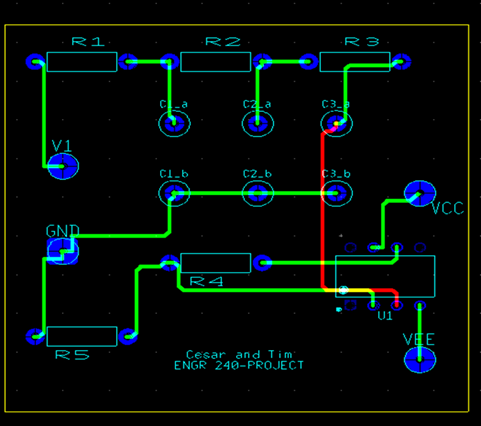 R1 R2 R3
C1_a C2_a C3_a
V1
C1_b C2_b C3_b
VCC
GND
R4
U1
VEE
R5
Cesar and Tim
ENGR 240-PROJECT